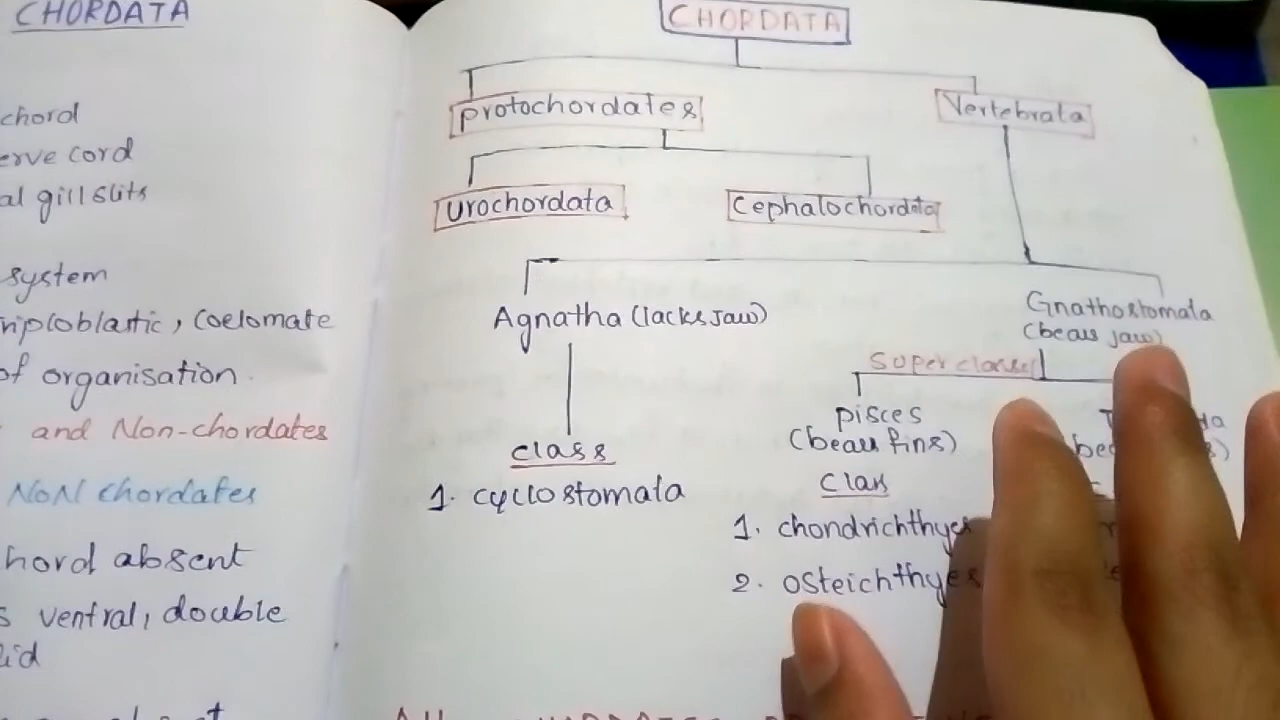 CHORDATA
chord
erve cord
al gill slits
system
riploblastic, Coelomate
of organisation.
and Non-chordates
NON chordates
hord absent
s ventral, double
lid
CHORDATA
protochordates
Vertebrata
urochordata
Cephalochordata
Agnatha (lacks jaw)
Gnathostomata
(bears jaw)
Super classes
class
1. cyclostomata
Pisces
(bears fins)
Class
1. chondrichthyes
2. Osteichthyes